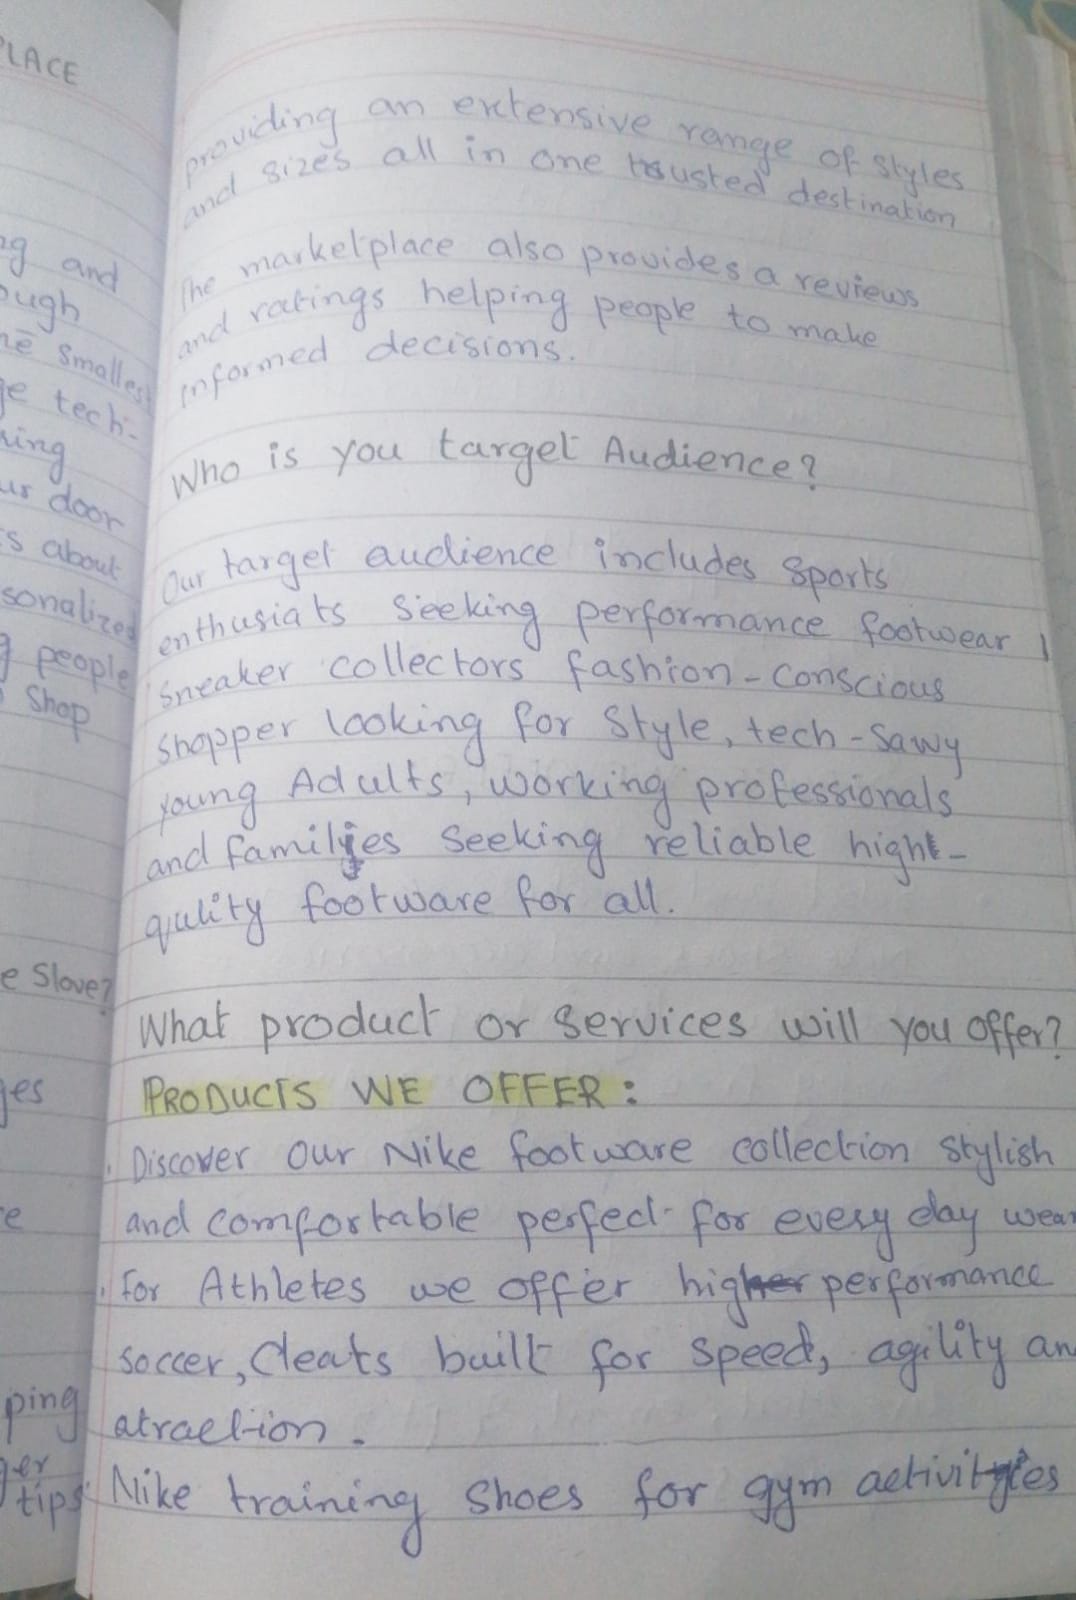 PLACE
ng and
ough
he smallest
ge tech-
ring
ur door
s about
sonalized
g people
Shop
e Slove?
ges
e
ping
ger
tips
providing an extensive range of styles
and sizes all in one trusted destination
The marketplace also provides a reviews
and ratings helping people to make
informed decisions.
Who is you target Audience?
Our target audience includes Sports
enthusiats Seeking performance footwear,
sneaker collectors fashion-conscious
shopper looking for Style, tech-sawy
young Adults, working professionals
and families Seeking reliable hight-
qulity footware for all.
What product or services will you offer?
PRODUCTS WE OFFER:
. Discover our Nike footware collection stylish
and comfortable perfect for every day wear
. for Athletes we offer high performance
soccer, Cleats built for speed, agility an
atraction.
. Nike training shoes for gym activities